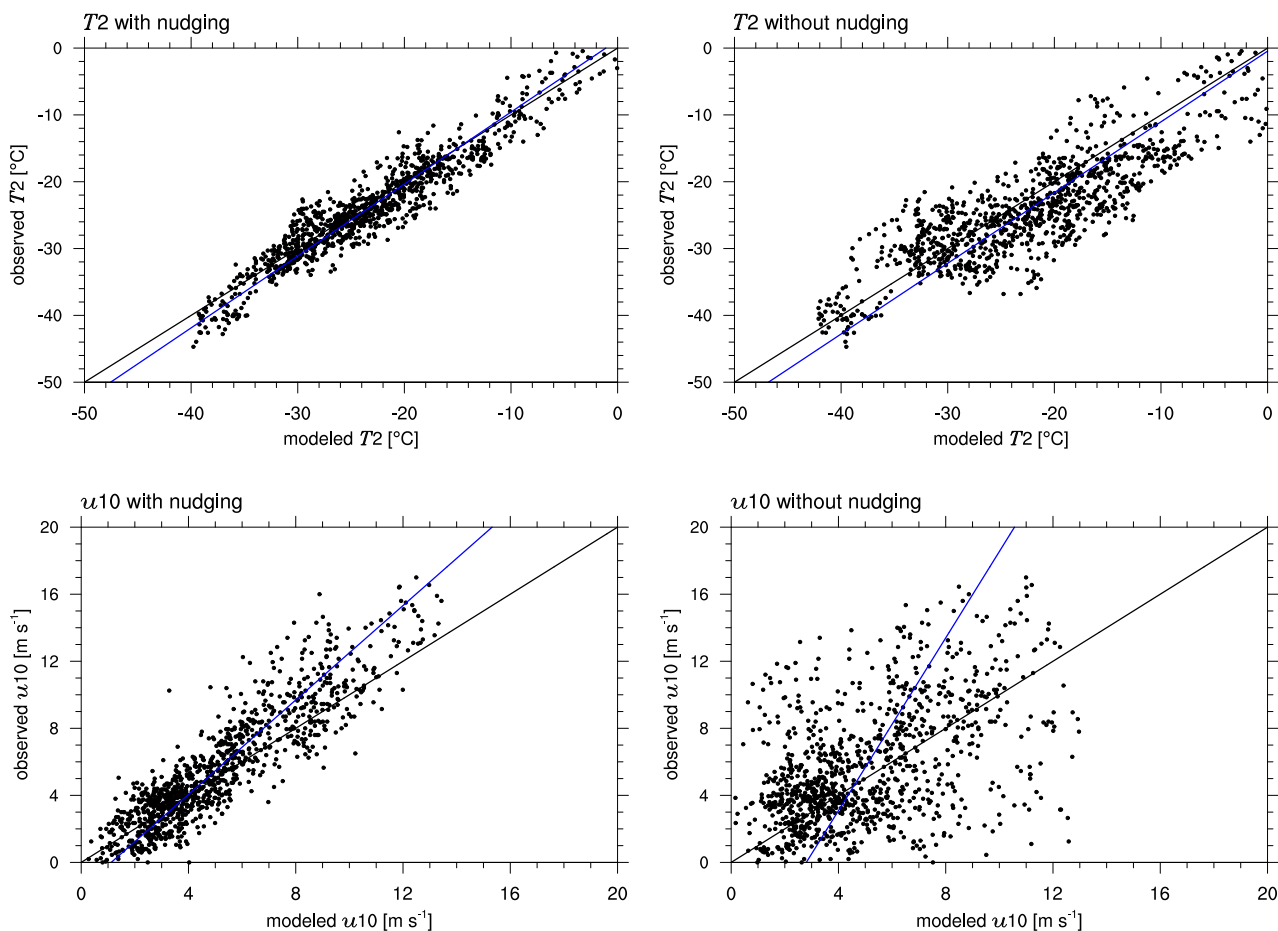 T2 with nudging
0
-10
-20
-30
-40
-50
observed T2 [°C]
-50 -40 -30 -20 -10 0
modeled T2 [°C]
T2 without nudging
0
-10
-20
-30
-40
-50
observed T2 [°C]
-50 -40 -30 -20 -10 0
modeled T2 [°C]
u10 with nudging
20
16
12
8
4
0
observed u10 [m s⁻¹]
0 4 8 12 16 20
modeled u10 [m s⁻¹]
u10 without nudging
20
16
12
8
4
0
observed u10 [m s⁻¹]
0 4 8 12 16 20
modeled u10 [m s⁻¹]